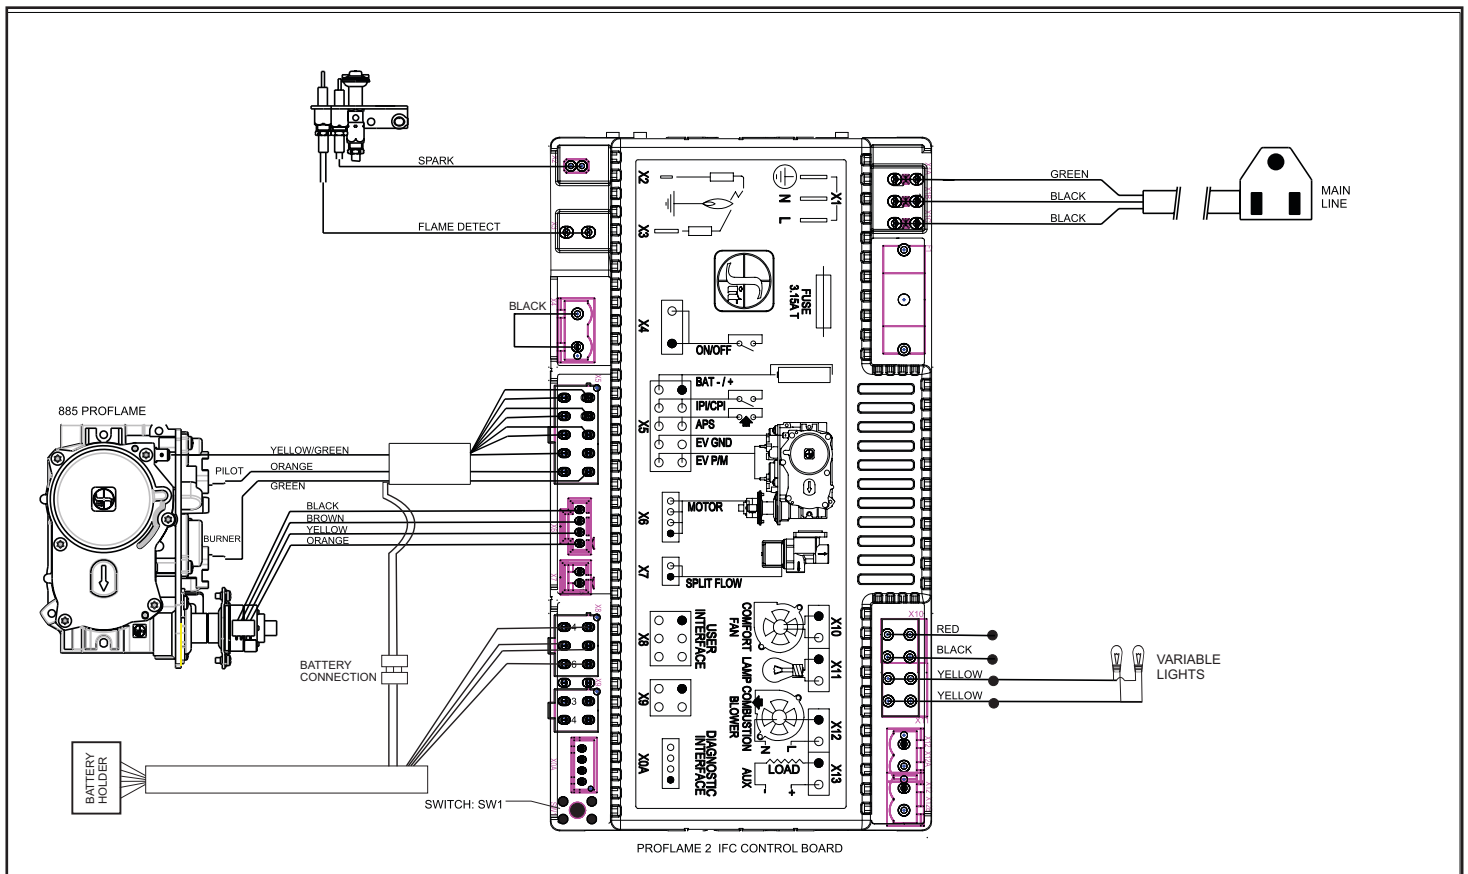 SPARK
FLAME DETECT
BLACK
885 PROFLAME
YELLOW/GREEN
PILOT
ORANGE
GREEN
BLACK
BROWN
YELLOW
ORANGE
BURNER
BATTERY
CONNECTION
BATTERY
HOLDER
SWITCH: SW1
X2
X3
X1
N
L
FUSE
3.15A T
X4
ON/OFF
BAT - / +
IPI/CPI
X5
APS
EV GND
EV P/M
X6
MOTOR
X7
SPLIT FLOW
X8
USER
INTERFACE
X9
X0A
DIAGNOSTIC
INTERFACE
COMFORT
FAN
X10
LAMP
X11
COMBUSTION
BLOWER
N
L
X12
AUX
LOAD
- +
X13
GREEN
BLACK
BLACK
MAIN
LINE
X10
RED
BLACK
YELLOW
YELLOW
VARIABLE
LIGHTS
PROFLAME 2 IFC CONTROL BOARD